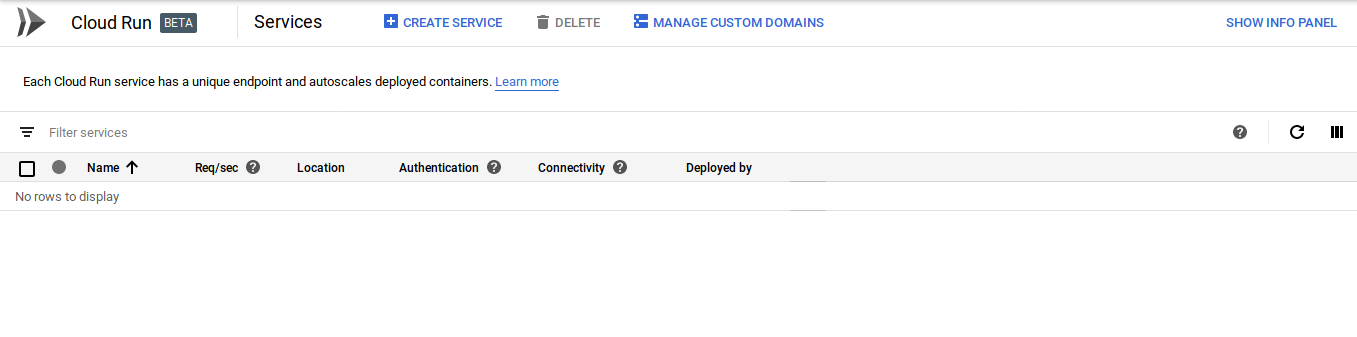 Cloud Run BETA Services CREATE SERVICE DELETE MANAGE CUSTOM DOMAINS SHOW INFO PANEL
Each Cloud Run service has a unique endpoint and autoscales deployed containers. Learn more
Filter services
Name Req/sec Location Authentication Connectivity Deployed by
No rows to display